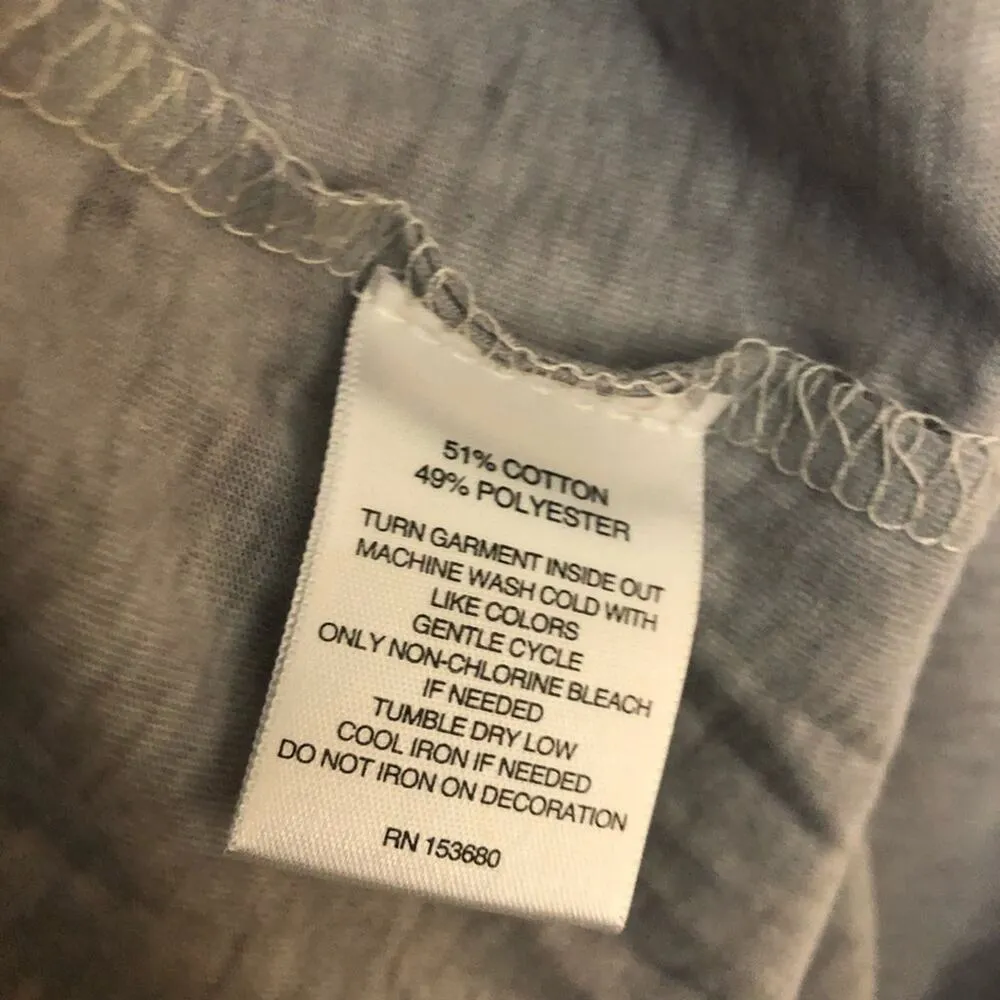 51% COTTON
49% POLYESTER
TURN GARMENT INSIDE OUT
MACHINE WASH COLD WITH
LIKE COLORS
GENTLE CYCLE
ONLY NON-CHLORINE BLEACH
IF NEEDED
TUMBLE DRY LOW
COOL IRON IF NEEDED
DO NOT IRON ON DECORATION
RN 153680